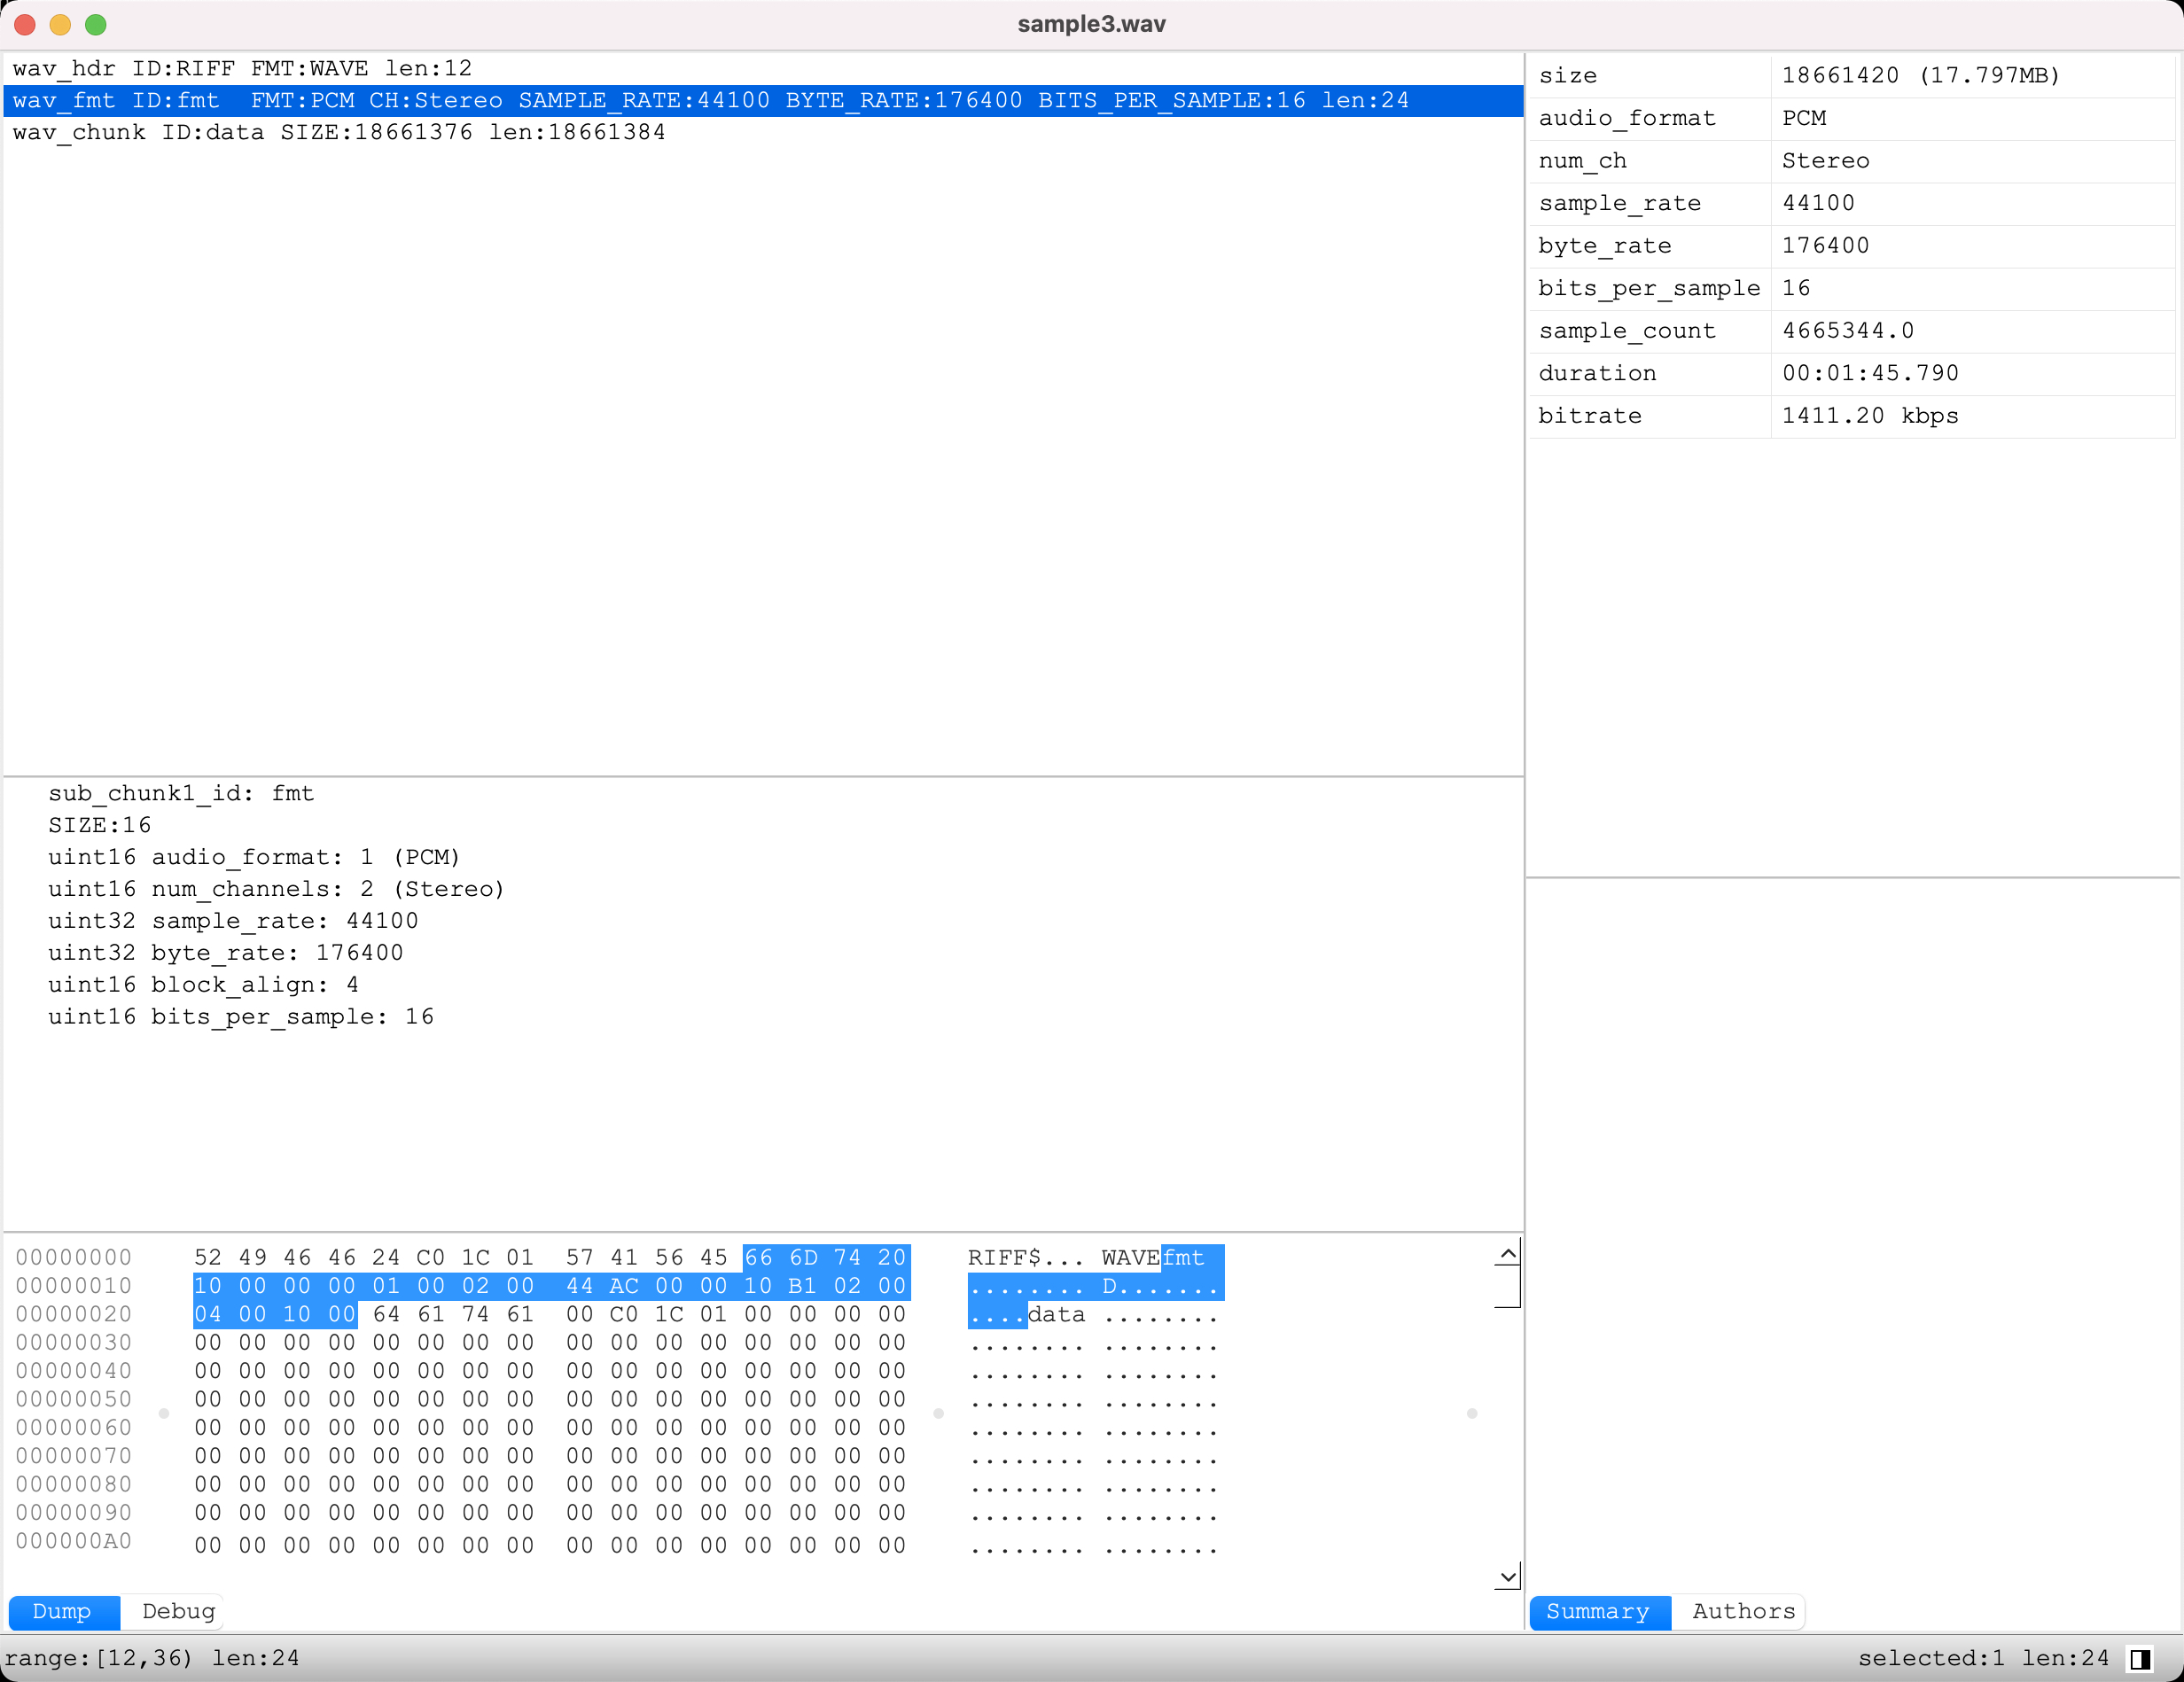 sample3.wav
wav_hdr ID:RIFF FMT:WAVE len:12
wav_fmt ID:fmt  FMT:PCM CH:Stereo SAMPLE_RATE:44100 BYTE_RATE:176400 BITS_PER_SAMPLE:16 len:24
wav_chunk ID:data SIZE:18661376 len:18661384
size 18661420 (17.797MB)
audio_format PCM
num_ch Stereo
sample_rate 44100
byte_rate 176400
bits_per_sample 16
sample_count 4665344.0
duration 00:01:45.790
bitrate 1411.20 kbps
sub_chunk1_id: fmt
SIZE:16
uint16 audio_format: 1 (PCM)
uint16 num_channels: 2 (Stereo)
uint32 sample_rate: 44100
uint32 byte_rate: 176400
uint16 block_align: 4
uint16 bits_per_sample: 16
00000000 52 49 46 46 24 C0 1C 01 57 41 56 45 66 6D 74 20 RIFF$... WAVEfmt
00000010 10 00 00 00 01 00 02 00 44 AC 00 00 10 B1 02 00 ........ D.......
00000020 04 00 10 00 64 61 74 61 00 C0 1C 01 00 00 00 00 ....data ........
00000030 00 00 00 00 00 00 00 00 00 00 00 00 00 00 00 00 ........ ........
00000040 00 00 00 00 00 00 00 00 00 00 00 00 00 00 00 00 ........ ........
00000050 00 00 00 00 00 00 00 00 00 00 00 00 00 00 00 00 ........ ........
00000060 00 00 00 00 00 00 00 00 00 00 00 00 00 00 00 00 ........ ........
00000070 00 00 00 00 00 00 00 00 00 00 00 00 00 00 00 00 ........ ........
00000080 00 00 00 00 00 00 00 00 00 00 00 00 00 00 00 00 ........ ........
00000090 00 00 00 00 00 00 00 00 00 00 00 00 00 00 00 00 ........ ........
000000A0 00 00 00 00 00 00 00 00 00 00 00 00 00 00 00 00 ........ ........
Dump Debug
Summary Authors
range:[12,36) len:24
selected:1 len:24